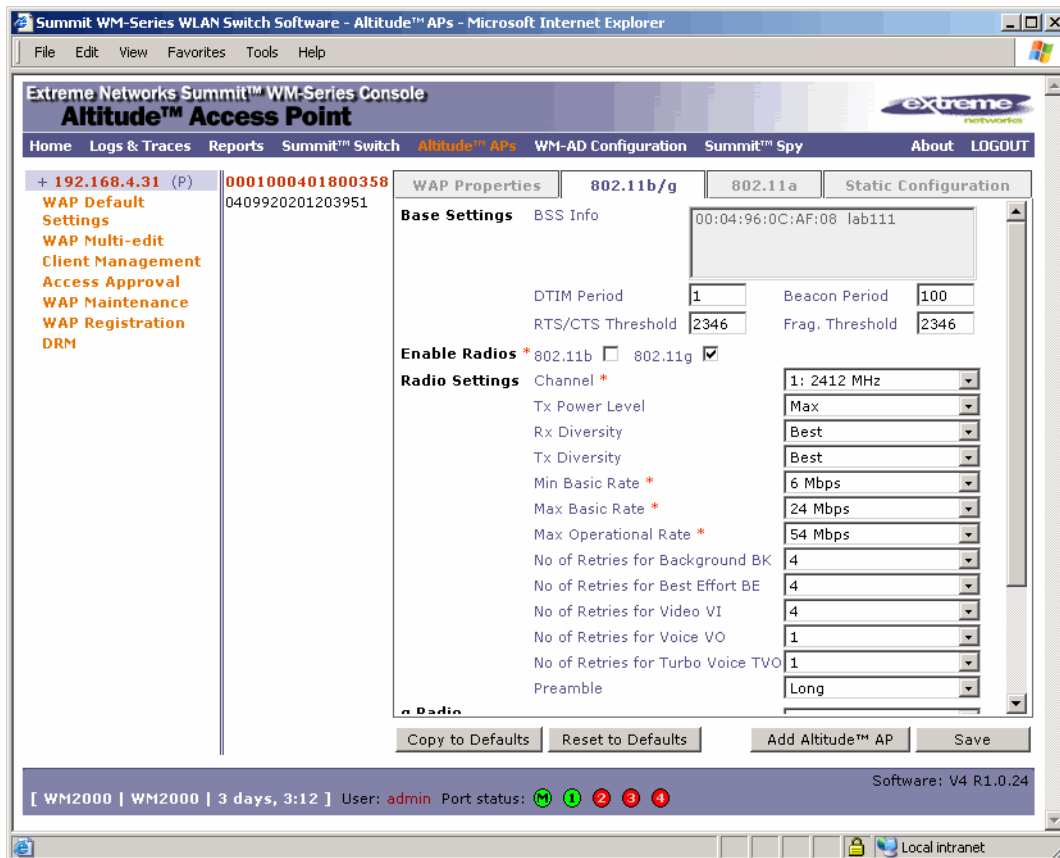 Summit WM-Series WLAN Switch Software - Altitude™ APs - Microsoft Internet Explorer
File Edit View Favorites Tools Help
Extreme Networks Summit™ WM-Series Console
Altitude™ Access Point
extreme
networks
Home Logs & Traces Reports Summit™ Switch Altitude™ APs WM-AD Configuration Summit™ Spy About LOGOUT
+ 192.168.4.31 (P)
WAP Default
Settings
WAP Multi-edit
Client Management
Access Approval
WAP Maintenance
WAP Registration
DRM
0001000401800358
0409920201203951
WAP Properties 802.11b/g 802.11a Static Configuration
Base Settings BSS Info 00:04:96:0C:AF:08 lab111
DTIM Period 1 Beacon Period 100
RTS/CTS Threshold 2346 Frag. Threshold 2346
Enable Radios * 802.11b 802.11g
Radio Settings Channel * 1: 2412 MHz
Tx Power Level Max
Rx Diversity Best
Tx Diversity Best
Min Basic Rate * 6 Mbps
Max Basic Rate * 24 Mbps
Max Operational Rate * 54 Mbps
No of Retries for Background BK 4
No of Retries for Best Effort BE 4
No of Retries for Video VI 4
No of Retries for Voice VO 1
No of Retries for Turbo Voice TVO 1
Preamble Long
g Radio
Copy to Defaults Reset to Defaults Add Altitude™ AP Save
Software: V4 R1.0.24
[ WM2000 | WM2000 | 3 days, 3:12 ] User: admin Port status: M 1 2 3 4
Local intranet